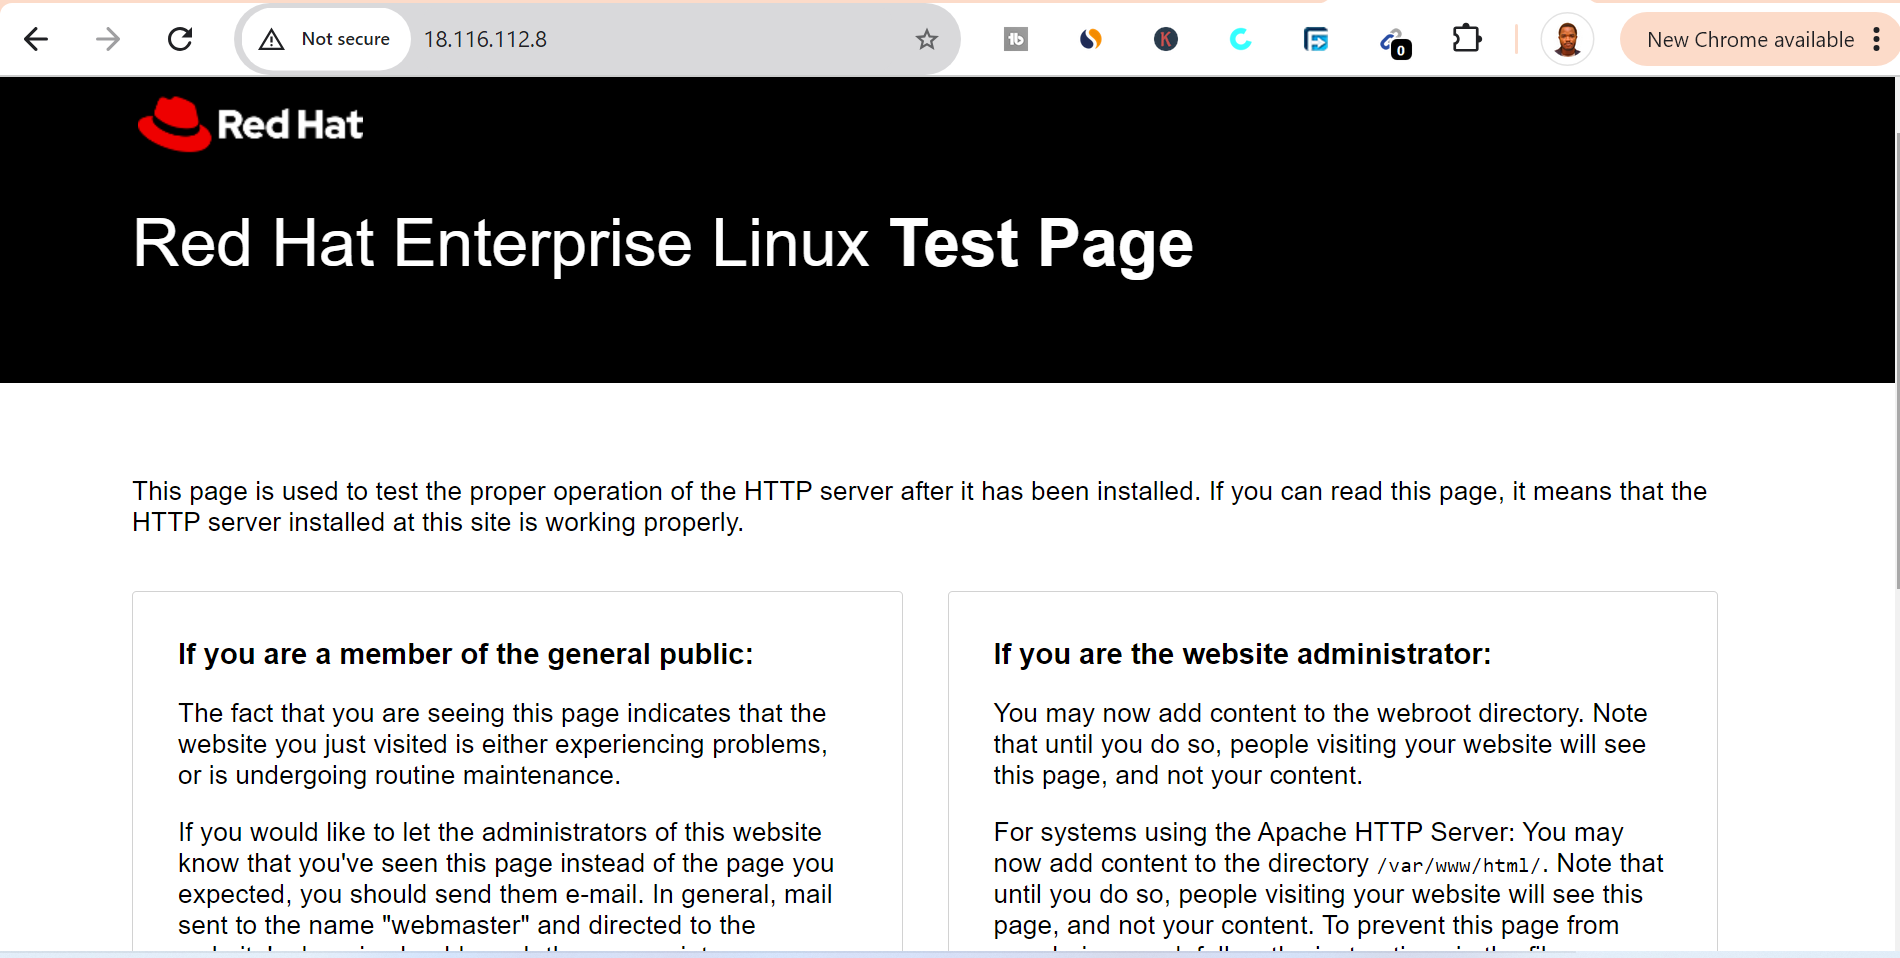 Not secure
18.116.112.8
tb
K
0
New Chrome available
Red Hat
Red Hat Enterprise Linux Test Page
This page is used to test the proper operation of the HTTP server after it has been installed. If you can read this page, it means that the
HTTP server installed at this site is working properly.
If you are a member of the general public:
The fact that you are seeing this page indicates that the
website you just visited is either experiencing problems,
or is undergoing routine maintenance.
If you would like to let the administrators of this website
know that you've seen this page instead of the page you
expected, you should send them e-mail. In general, mail
sent to the name "webmaster" and directed to the
If you are the website administrator:
You may now add content to the webroot directory. Note
that until you do so, people visiting your website will see
this page, and not your content.
For systems using the Apache HTTP Server: You may
now add content to the directory /var/www/html/. Note that
until you do so, people visiting your website will see this
page, and not your content. To prevent this page from